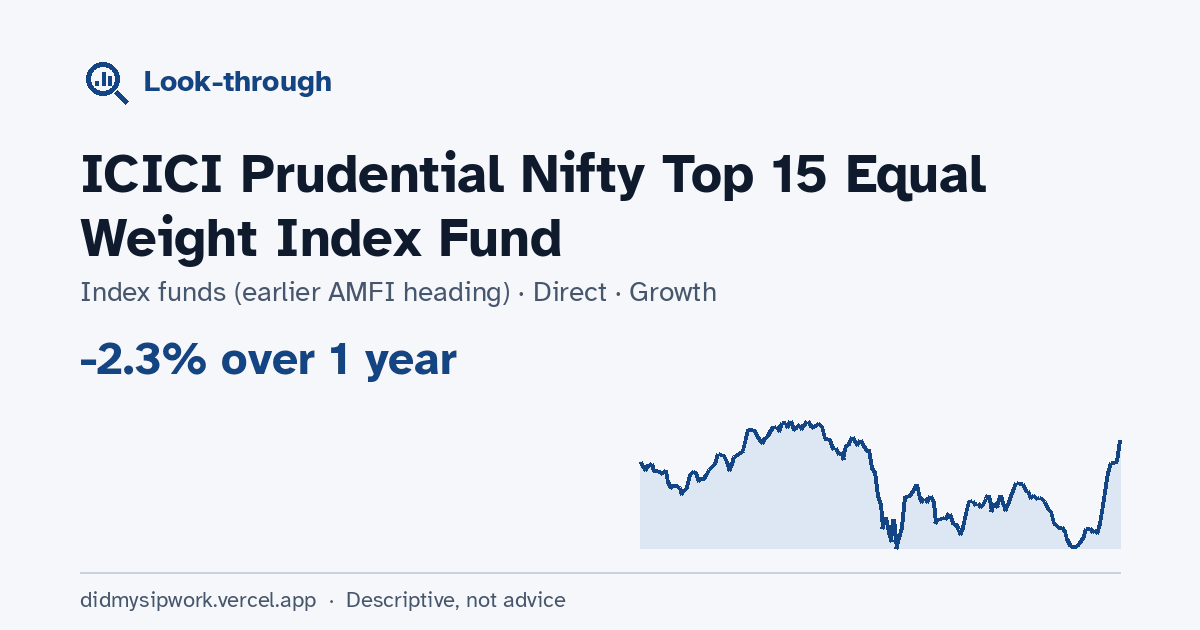 Look-through
ICICI Prudential Nifty Top 15 Equal
Weight Index Fund
Index funds (earlier AMFI heading) · Direct · Growth
-2.3% over 1 year
didmysipwork.vercel.app · Descriptive, not advice